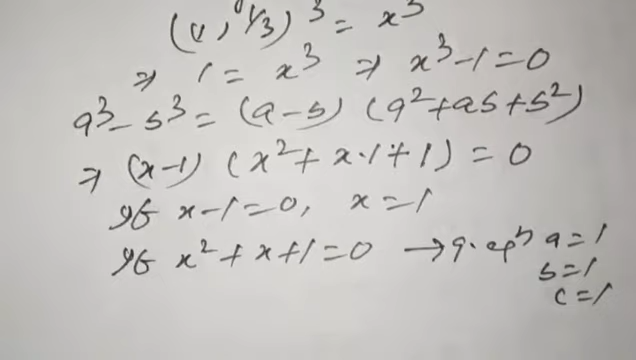 (1^{1/3})^3 = x^3
⇒ 1 = x^3 ⇒ x^3 - 1 = 0
a^3 - b^3 = (a - b) (a^2 + ab + b^2)
⇒ (x-1) (x^2 + x·1 + 1) = 0
If x - 1 = 0, x = 1
If x^2 + x + 1 = 0 → q. eqn a = 1
b = 1
c = 1